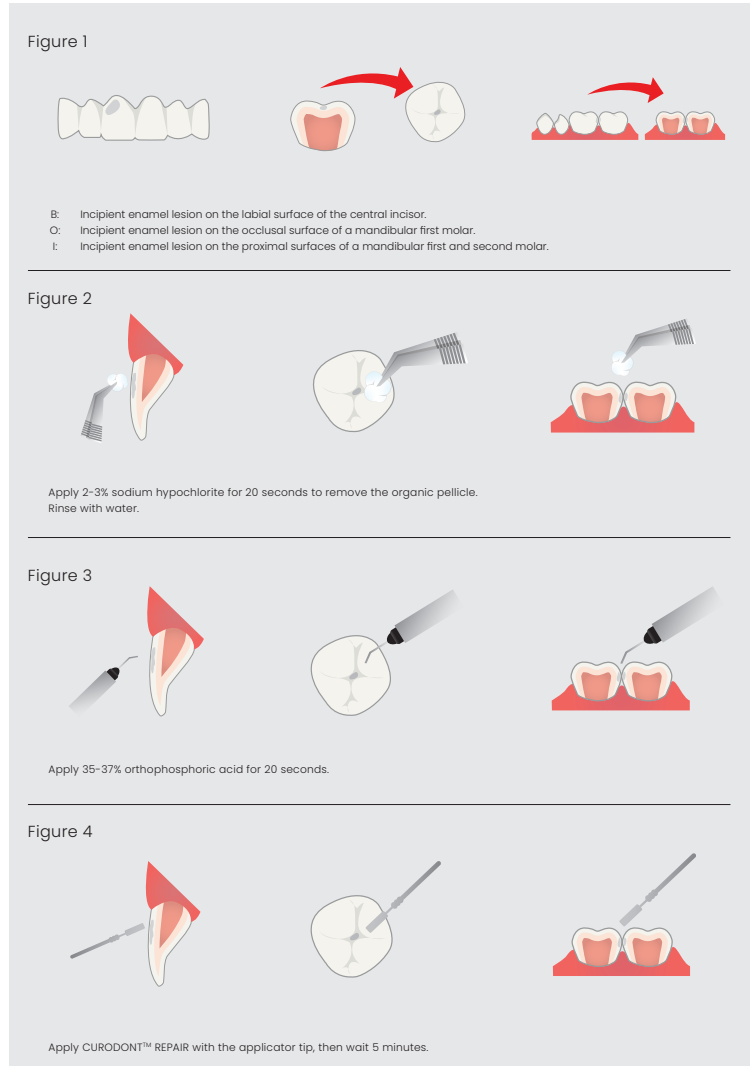 Figure 1
B: Incipient enamel lesion on the labial surface of the central incisor.
O: Incipient enamel lesion on the occlusal surface of a mandibular first molar.
I: Incipient enamel lesion on the proximal surfaces of a mandibular first and second molar.
Figure 2
Apply 2-3% sodium hypochlorite for 20 seconds to remove the organic pellicle.
Rinse with water.
Figure 3
Apply 35-37% orthophosphoric acid for 20 seconds.
Figure 4
Apply CURODONT™ REPAIR with the applicator tip, then wait 5 minutes.